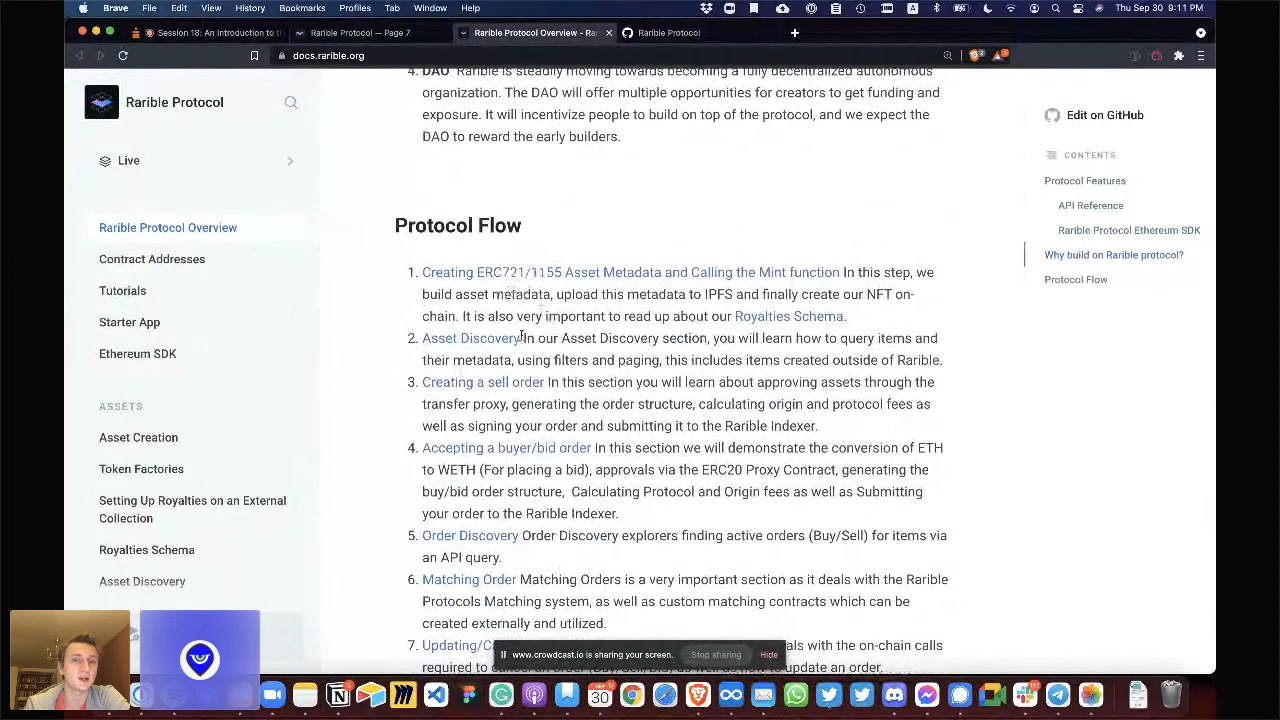 Brave File Edit View History Bookmarks Profiles Tab Window Help Thu Sep 30 9:11 PM
Session 18: An Introduction to th Rarible Protocol — Page 7 Rarible Protocol Overview - Rar Rarible Protocol
docs.rarible.org
Rarible Protocol
Live
Rarible Protocol Overview
Contract Addresses
Tutorials
Starter App
Ethereum SDK
ASSETS
Asset Creation
Token Factories
Setting Up Royalties on an External
Collection
Royalties Schema
Asset Discovery
4. DAO Rarible is steadily moving towards becoming a fully decentralized autonomous
organization. The DAO will offer multiple opportunities for creators to get funding and
exposure. It will incentivize people to build on top of the protocol, and we expect the
DAO to reward the early builders.
Protocol Flow
1. Creating ERC721/1155 Asset Metadata and Calling the Mint function In this step, we
build asset metadata, upload this metadata to IPFS and finally create our NFT on-
chain. It is also very important to read up about our Royalties Schema.
2. Asset Discovery In our Asset Discovery section, you will learn how to query items and
their metadata, using filters and paging, this includes items created outside of Rarible.
3. Creating a sell order In this section you will learn about approving assets through the
transfer proxy, generating the order structure, calculating origin and protocol fees as
well as signing your order and submitting it to the Rarible Indexer.
4. Accepting a buyer/bid order In this section we will demonstrate the conversion of ETH
to WETH (For placing a bid), approvals via the ERC20 Proxy Contract, generating the
buy/bid order structure, Calculating Protocol and Origin fees as well as Submitting
your order to the Rarible Indexer.
5. Order Discovery Order Discovery explorers finding active orders (Buy/Sell) for items via
an API query.
6. Matching Order Matching Orders is a very important section as it deals with the Rarible
Protocols Matching system, as well as custom matching contracts which can be
created externally and utilized.
7. Updating/Ca als with the on-chain calls
required to update an order.
Edit on GitHub
CONTENTS
Protocol Features
API Reference
Rarible Protocol Ethereum SDK
Why build on Rarible protocol?
Protocol Flow
www.crowdcast.io is sharing your screen. Stop sharing Hide